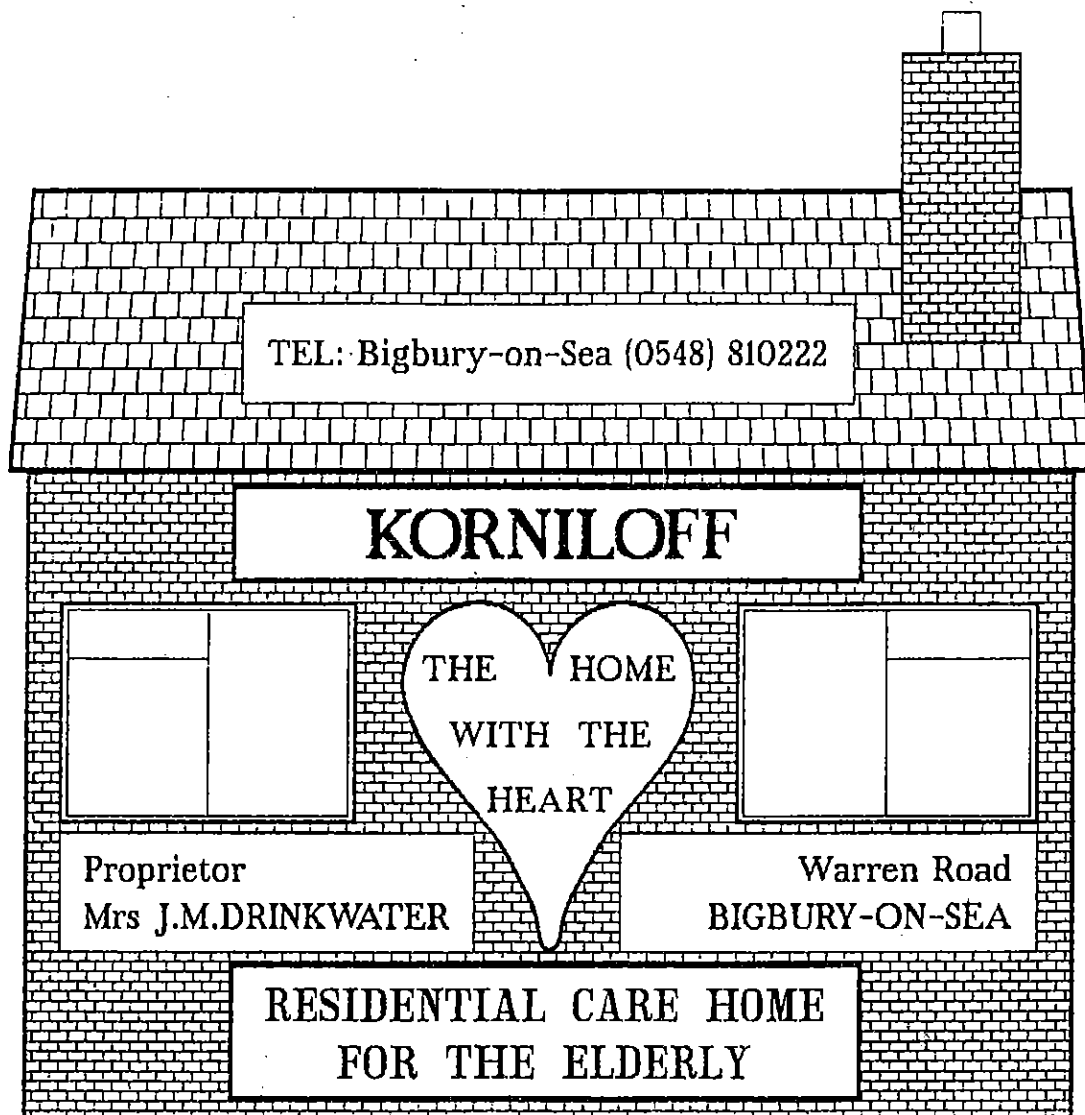 TEL: Bigbury-on-Sea (0548) 810222
KORNILOFF
THE HOME
WITH THE
HEART
Proprietor
Mrs J.M.DRINKWATER
Warren Road
BIGBURY-ON-SEA
RESIDENTIAL CARE HOME
FOR THE ELDERLY